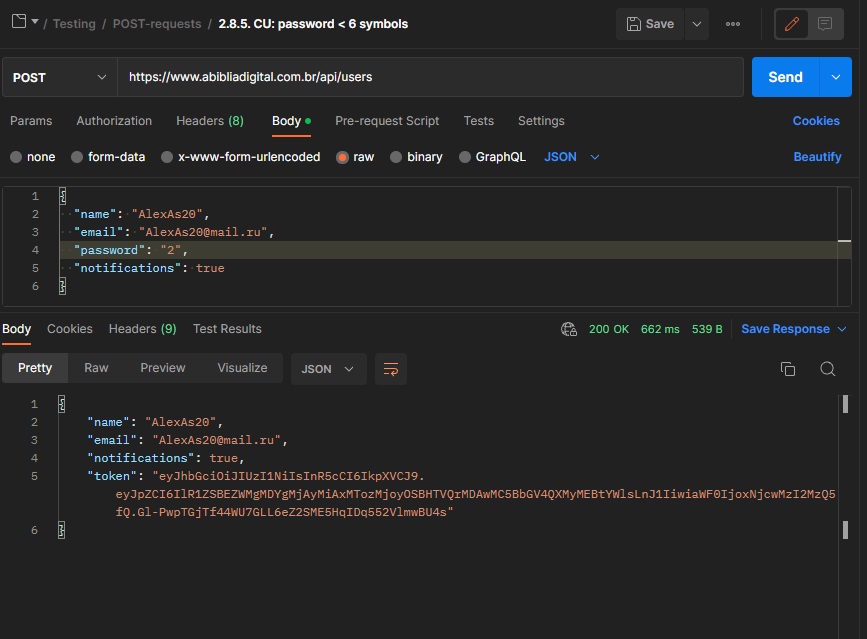 / Testing / POST-requests / 2.8.5. CU: password < 6 symbols
Save
POST
https://www.abibliadigital.com.br/api/users
Send
Params Authorization Headers (8) Body Pre-request Script Tests Settings Cookies
none form-data x-www-form-urlencoded raw binary GraphQL JSON Beautify
1 {
2 "name": "AlexAs20",
3 "email": "AlexAs20@mail.ru",
4 "password": "2",
5 "notifications": true
6 }
Body Cookies Headers (9) Test Results 200 OK 662 ms 539 B Save Response
Pretty Raw Preview Visualize JSON
1 {
2 "name": "AlexAs20",
3 "email": "AlexAs20@mail.ru",
4 "notifications": true,
5 "token": "eyJhbGciOiJIUzI1NiIsInR5cCI6IkpXVCJ9.
eyJpZCI6IlR1ZSBEZWMgMDYgMjAyMiAxMTozMjoyOSBHTVQrMDAwMC5BbGV4QXMyMEBtYWlsLnJ1IiwiaWF0IjoxNjcwMzI2MzQ5
fQ.Gl-PwpTGjTf44WU7GLL6eZ2SME5HqIDq552VlmwBU4s"
6 }